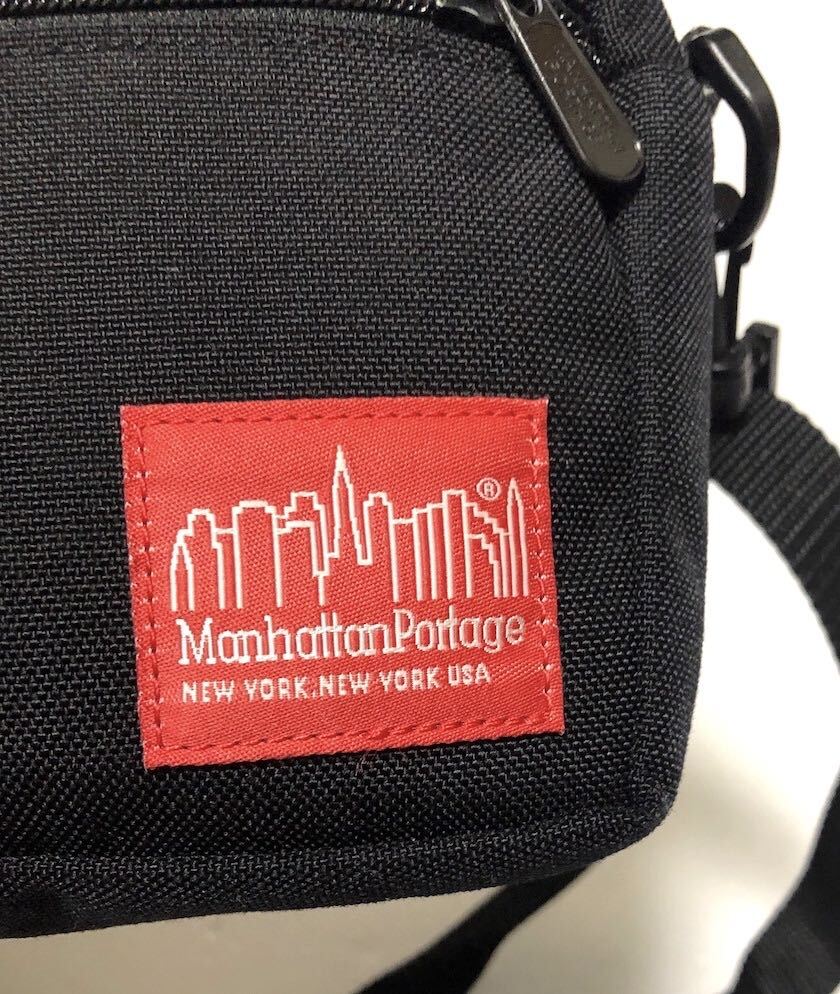 ®
ManhattanPortage
NEW YORK, NEW YORK USA